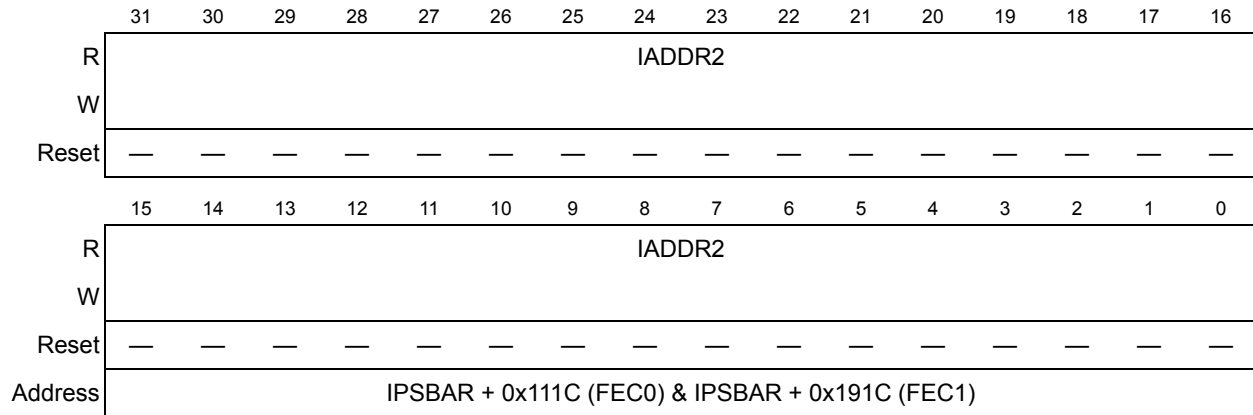 31 30 29 28 27 26 25 24 23 22 21 20 19 18 17 16
R IADDR2
W
Reset — — — — — — — — — — — — — — — —
15 14 13 12 11 10 9 8 7 6 5 4 3 2 1 0
R IADDR2
W
Reset — — — — — — — — — — — — — — — —
Address IPSBAR + 0x111C (FEC0) & IPSBAR + 0x191C (FEC1)